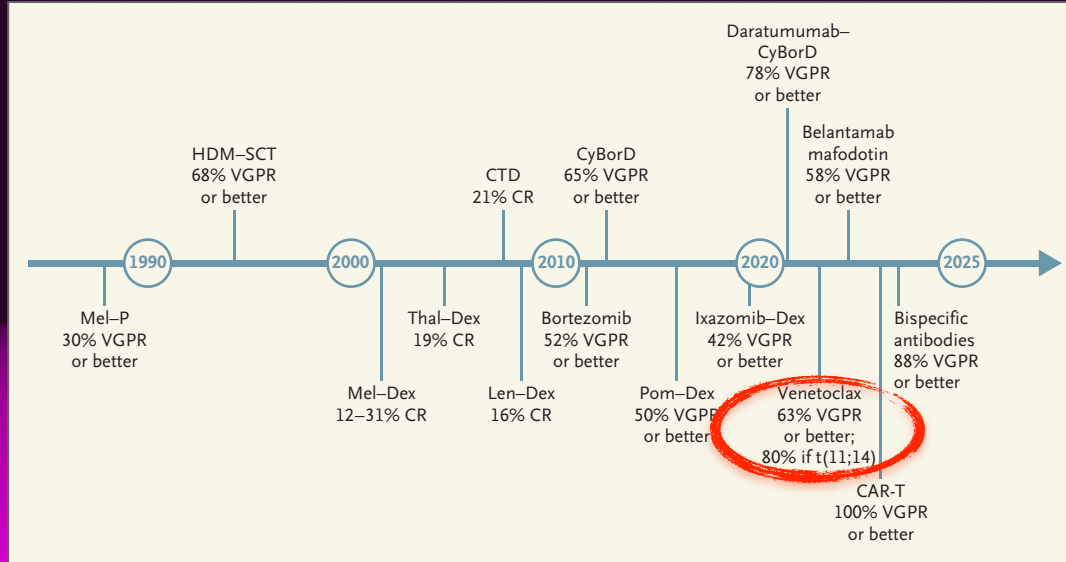 Daratumumab–
CyBorD
78% VGPR
or better
Belantamab
mafodotin
58% VGPR
or better
HDM–SCT
68% VGPR
or better
CTD
21% CR
CyBorD
65% VGPR
or better
1990
2000
2010
2020
2025
Mel–P
30% VGPR
or better
Mel–Dex
12–31% CR
Thal–Dex
19% CR
Len–Dex
16% CR
Bortezomib
52% VGPR
or better
Pom–Dex
50% VGPR
or better
Ixazomib–Dex
42% VGPR
or better
Venetoclax
63% VGPR
or better;
80% if t(11;14)
Bispecific
antibodies
88% VGPR
or better
CAR-T
100% VGPR
or better